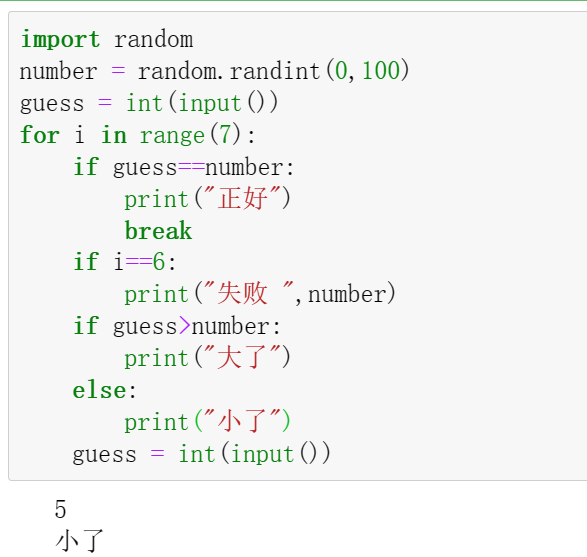 import random
number = random.randint(0,100)
guess = int(input())
for i in range(7):
    if guess==number:
        print("正好")
        break
    if i==6:
        print("失败 ",number)
    if guess>number:
        print("大了")
    else:
        print("小了")
    guess = int(input())
5
小了